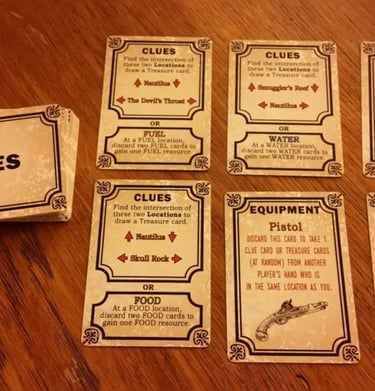 ES
CLUES
Find the intersection of
these two Locations to
draw a Treasure card.
Nautilus
The Devil's Throat
OR
FUEL
At a FUEL location,
discard two FUEL cards to
gain one FUEL resource.
CLUES
Find the intersection of
these two Locations to
draw a Treasure card.
Smuggler's Reef
Nautilus
OR
WATER
At a WATER location,
discard two WATER cards to
gain one WATER resource.
CLUES
Find the intersection of
these two Locations to
draw a Treasure card.
Nautilus
Skull Rock
OR
FOOD
At a FOOD location,
discard two FOOD cards to
gain one FOOD resource.
EQUIPMENT
Pistol
DISCARD THIS CARD TO TAKE 1
CLUE CARD OR TREASURE CARDS
(AT RANDOM) FROM ANOTHER
PLAYER'S HAND WHO IS
IN THE SAME LOCATION AS YOU.